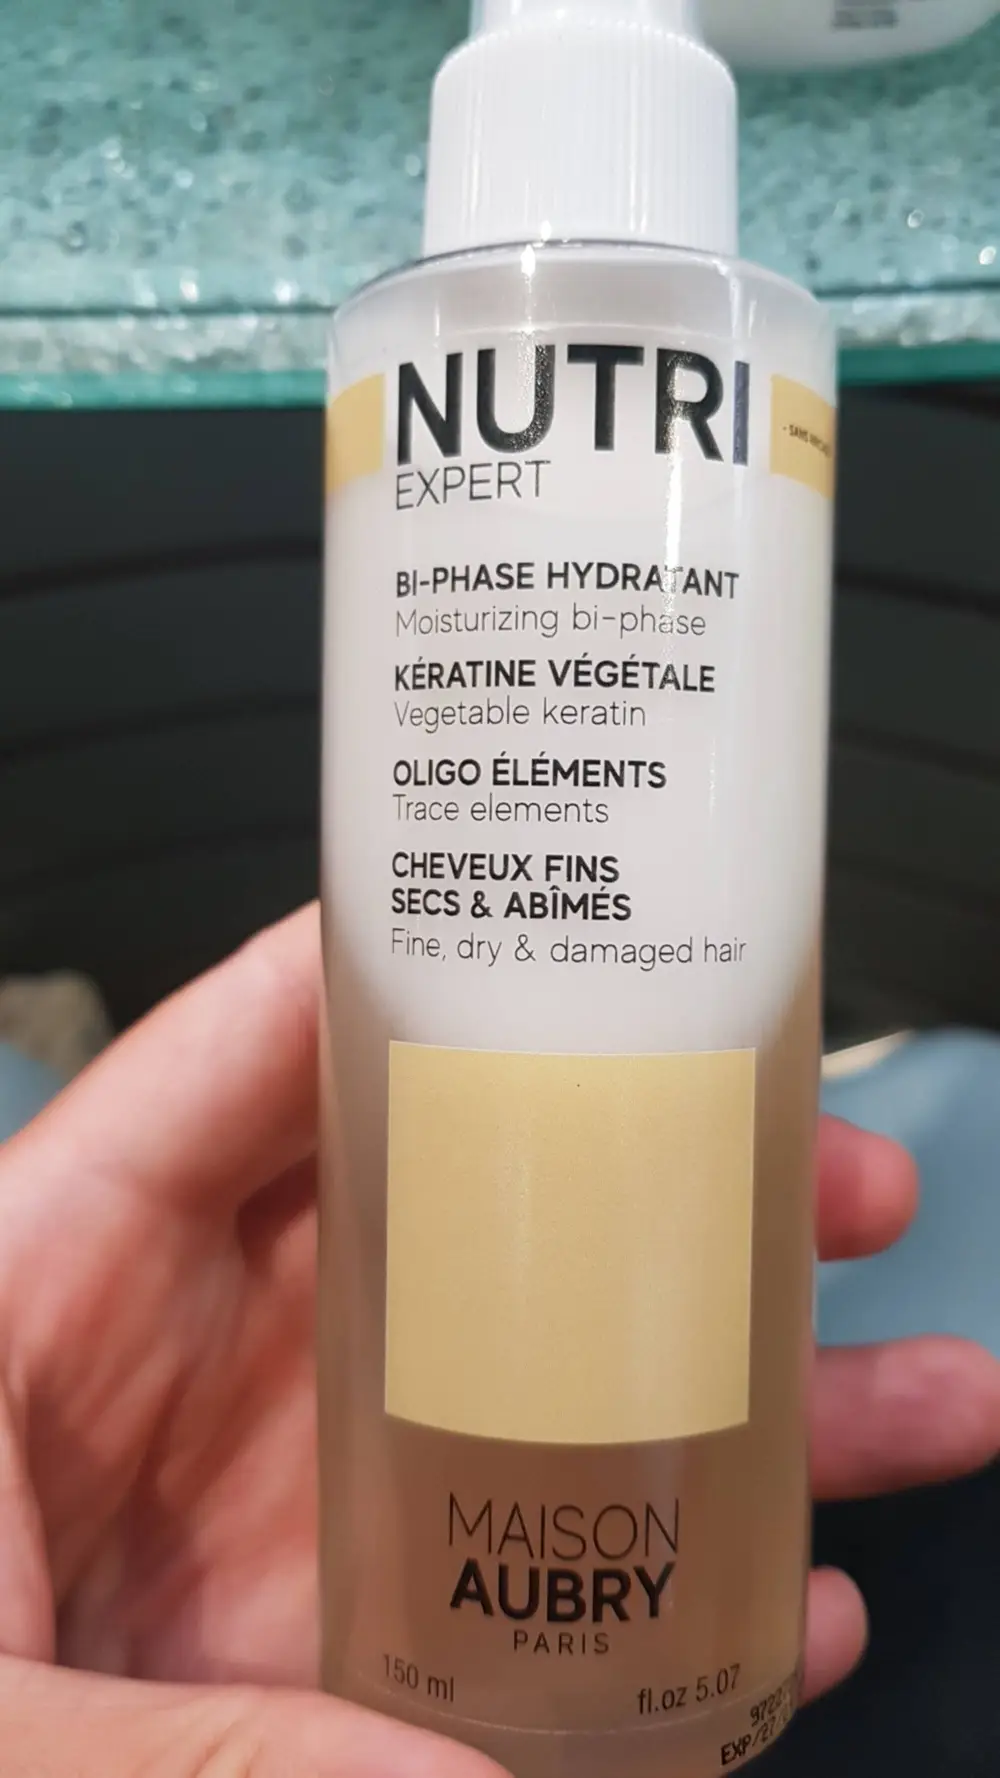 NUTRI
EXPERT
- SANS
BI-PHASE HYDRATANT
Moisturizing bi-phase
KÉRATINE VÉGÉTALE
Vegetable keratin
OLIGO ÉLÉMENTS
Trace elements
CHEVEUX FINS
SECS & ABÎMÉS
Fine, dry & damaged hair
MAISON
AUBRY
PARIS
150 ml
fl.oz 5.07